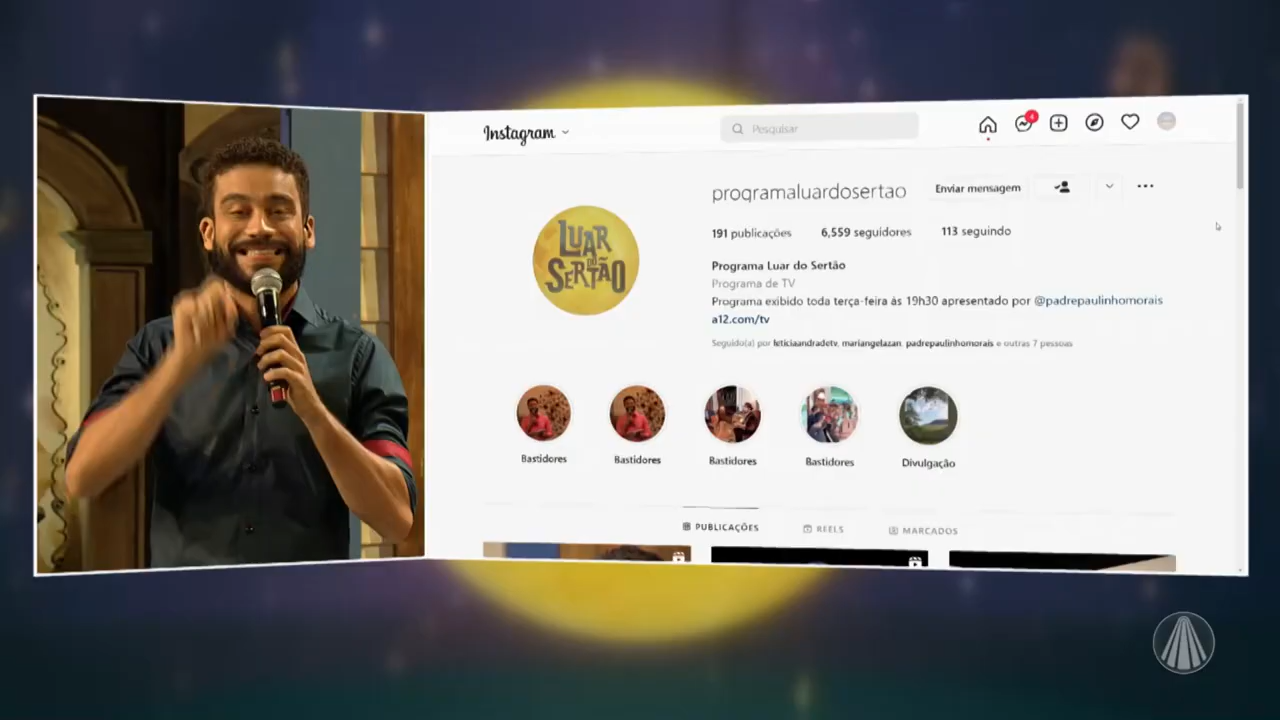 Instagram
Pesquisar
4
programaluardosertao
Enviar mensagem
191 publicações 6,559 seguidores 113 seguindo
LUAR
DO
SERTÃO
Programa Luar do Sertão
Programa de TV
Programa exibido toda terça-feira às 19h30 apresentado por @padrepaulinhomorais
a12.com/tv
Seguido(a) por leticiaandradetv, mariangelazan, padrepaulinhomorais e outras 7 pessoas
Bastidores Bastidores Bastidores Bastidores Divulgação
PUBLICAÇÕES REELS MARCADOS